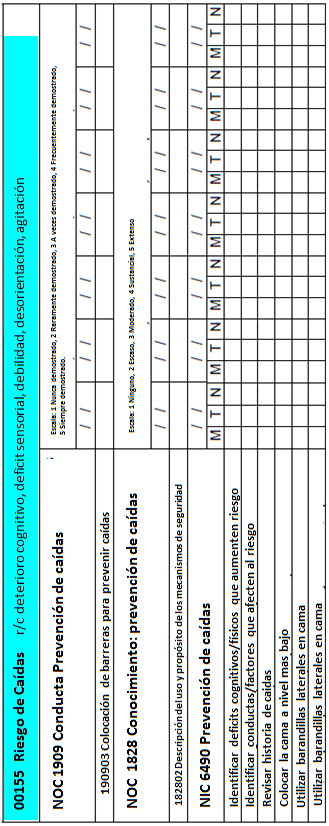 00155 Riesgo de Caídas r/c deterioro cognitivo, deficit sensorial, debilidad, desorientación, agitación
NOC 1909 Conducta Prevención de caídas
Escala: 1 Nunca demostrado, 2 Raramente demostrado, 3 A veces demostrado, 4 Frecuentemente demostrado,
5 Siempre demostrado.
/ / / / / / / / / / / / / /
190903 Colocación de barreras para prevenir caídas
NOC 1828 Conocimiento: prevención de caídas
Escala: 1 Ninguno, 2 Escaso, 3 Moderado, 4 Sustancial, 5 Extenso
/ / / / / / / / / / / / / /
182802 Descripción del uso y propósito de los mecanismos de seguridad
NIC 6490 Prevención de caídas
/ / / / / / / / / / / / / /
M T N M T N M T N M T N M T N M T N M T N
Identificar deficits cognitivos/físicos que aumenten riesgo
Identificar conductas/factores que afecten al riesgo
Revisar historia de caidas
Colocar la cama a nivel mas bajo
Utilizar barandillas laterales en cama
Utilizar barandillas laterales en cama